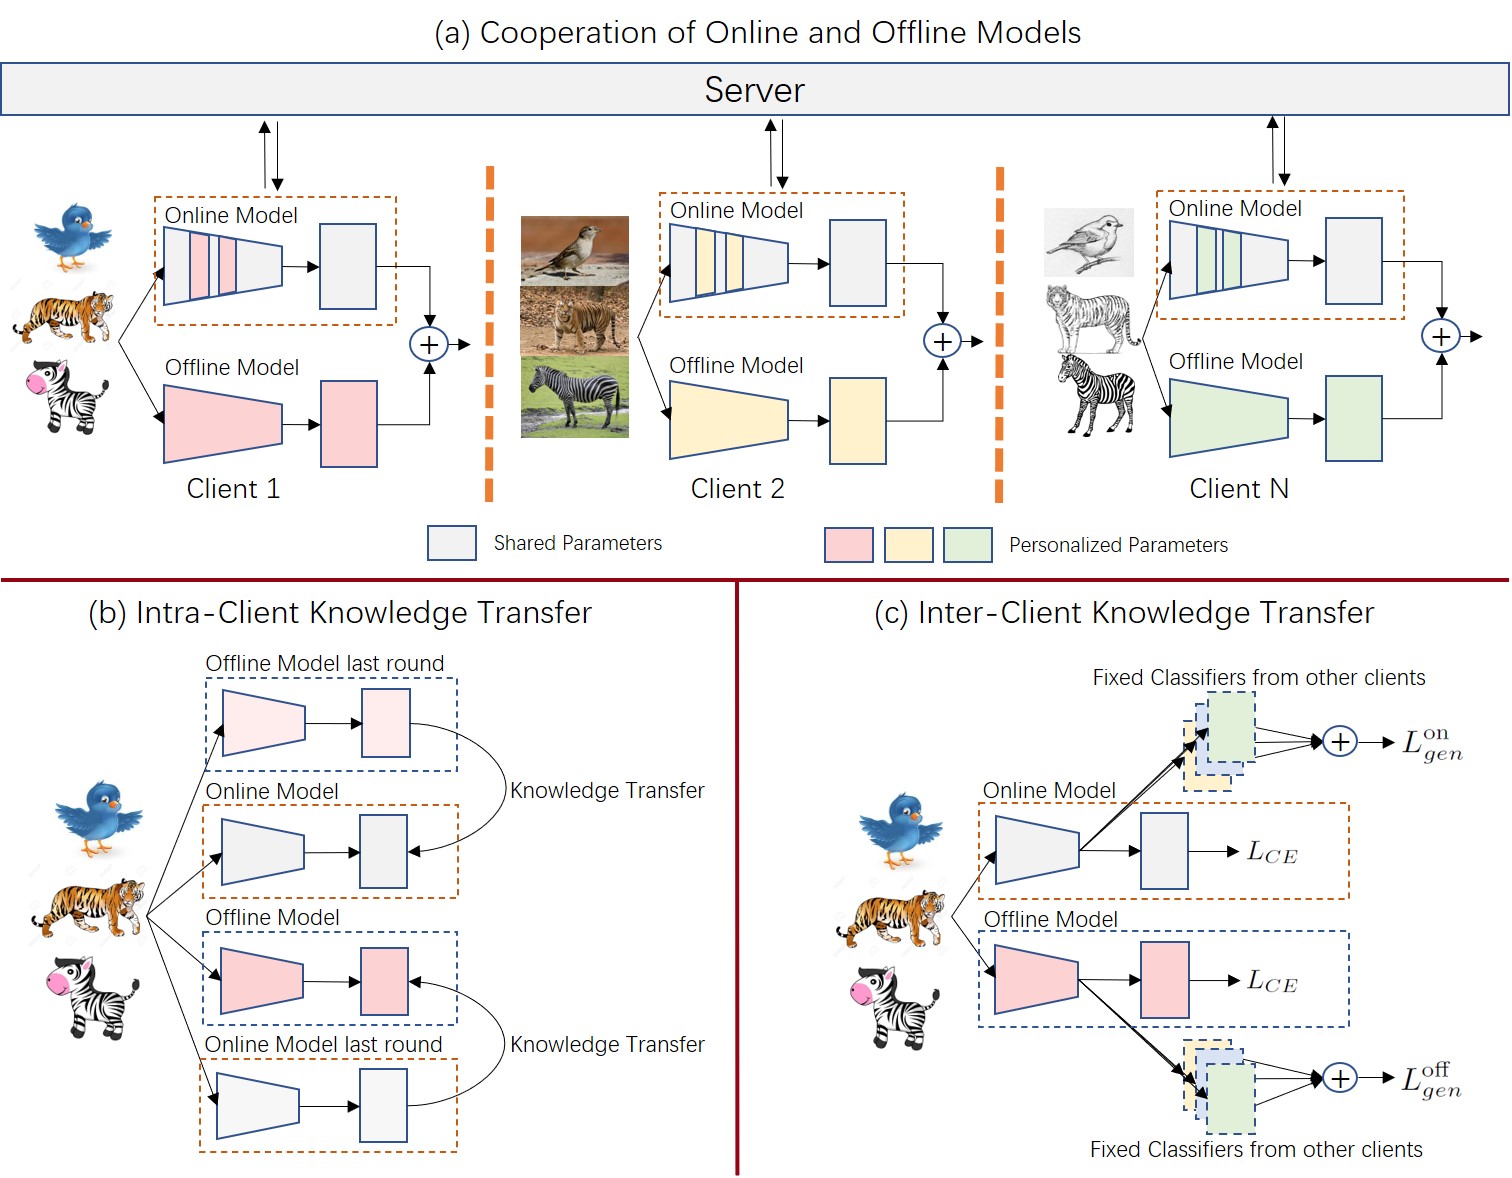 (a) Cooperation of Online and Offline Models
Server
Online Model
Offline Model
Client 1
Online Model
Offline Model
Client 2
Online Model
Offline Model
Client N
Shared Parameters
Personalized Parameters
(b) Intra-Client Knowledge Transfer
Offline Model last round
Online Model
Knowledge Transfer
Offline Model
Online Model last round
Knowledge Transfer
(c) Inter-Client Knowledge Transfer
Fixed Classifiers from other clients
L_{gen}^{on}
Online Model
L_{CE}
Offline Model
L_{CE}
L_{gen}^{off}
Fixed Classifiers from other clients